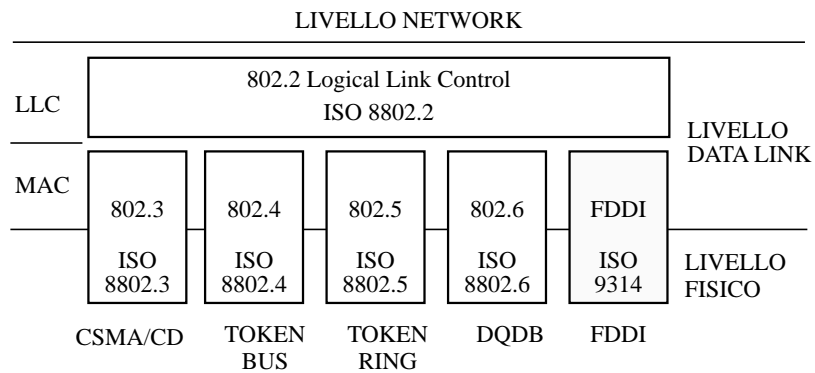 LIVELLO NETWORK
802.2 Logical Link Control
ISO 8802.2
LLC
MAC
LIVELLO
DATA LINK
802.3 802.4 802.5 802.6 FDDI
ISO ISO ISO ISO ISO
8802.3 8802.4 8802.5 8802.6 9314
LIVELLO
FISICO
CSMA/CD TOKEN TOKEN DQDB FDDI
BUS RING